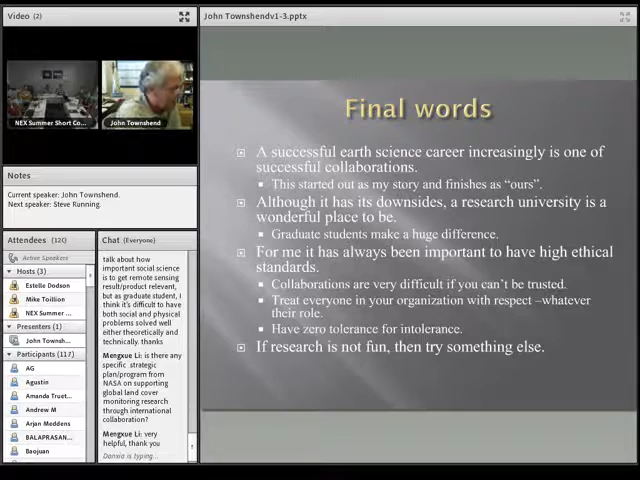 Video (2)
NEX Summer Short Co...
John Townshend
Notes
Current speaker: John Townshend.
Next speaker: Steve Running.
Attendees (120)
Active Speakers
Hosts (3)
Estelle Dodson
Mike Toillion
NEX Summer ...
Presenters (1)
John Townsh...
Participants (117)
AG
Agustin
Amanda Truet...
Andrew M
Arjan Meddens
BALAPRASAN...
Baojuan
Chat (Everyone)
talk about how
important social science
is to get remote sensing
result/product relevant,
but as graduate student, I
think it's difficult to have
both social and physical
problems solved well
either theoretically and
technically. thanks
Mengxue Li: is there any
specific strategic
plan/program from
NASA on supporting
global land cover
monitoring research
through international
collaboration?
Mengxue Li: very
helpful, thank you
Danxia is typing...
John Townshendv1-3.pptx
Final words
A successful earth science career increasingly is one of
successful collaborations.
This started out as my story and finishes as “ours”.
Although it has its downsides, a research university is a
wonderful place to be.
Graduate students make a huge difference.
For me it has always been important to have high ethical
standards.
Collaborations are very difficult if you can’t be trusted.
Treat everyone in your organization with respect –whatever
their role.
Have zero tolerance for intolerance.
If research is not fun, then try something else.